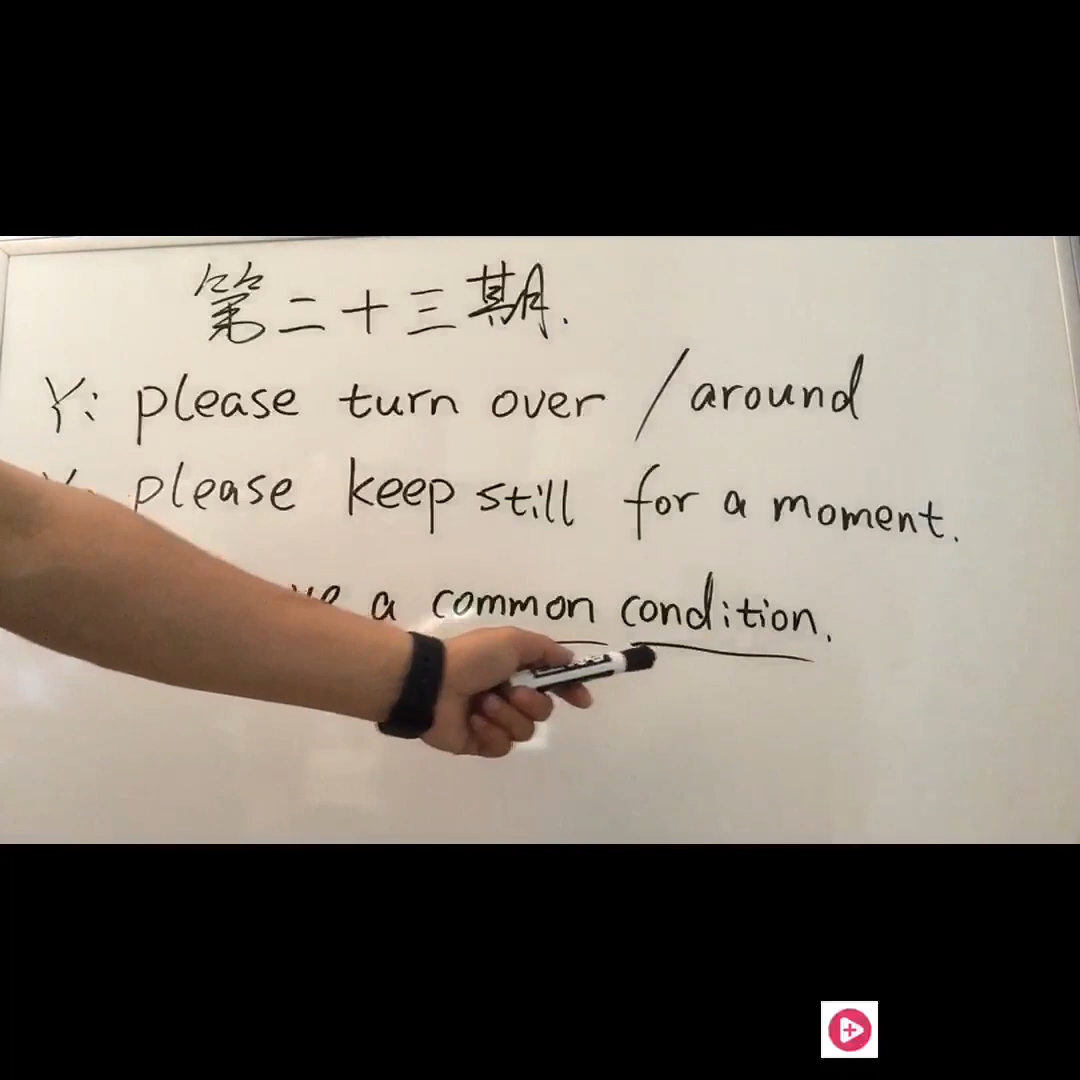 第二十三期.
Y: please turn over / around
please keep still for a moment.
a common condition.